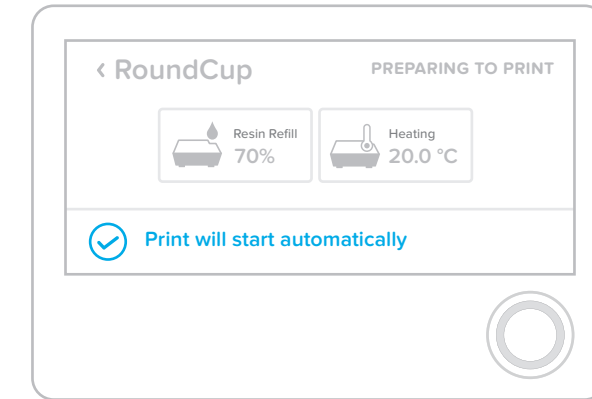 ‹ RoundCup
PREPARING TO PRINT
Resin Refill
70%
Heating
20.0 °C
Print will start automatically